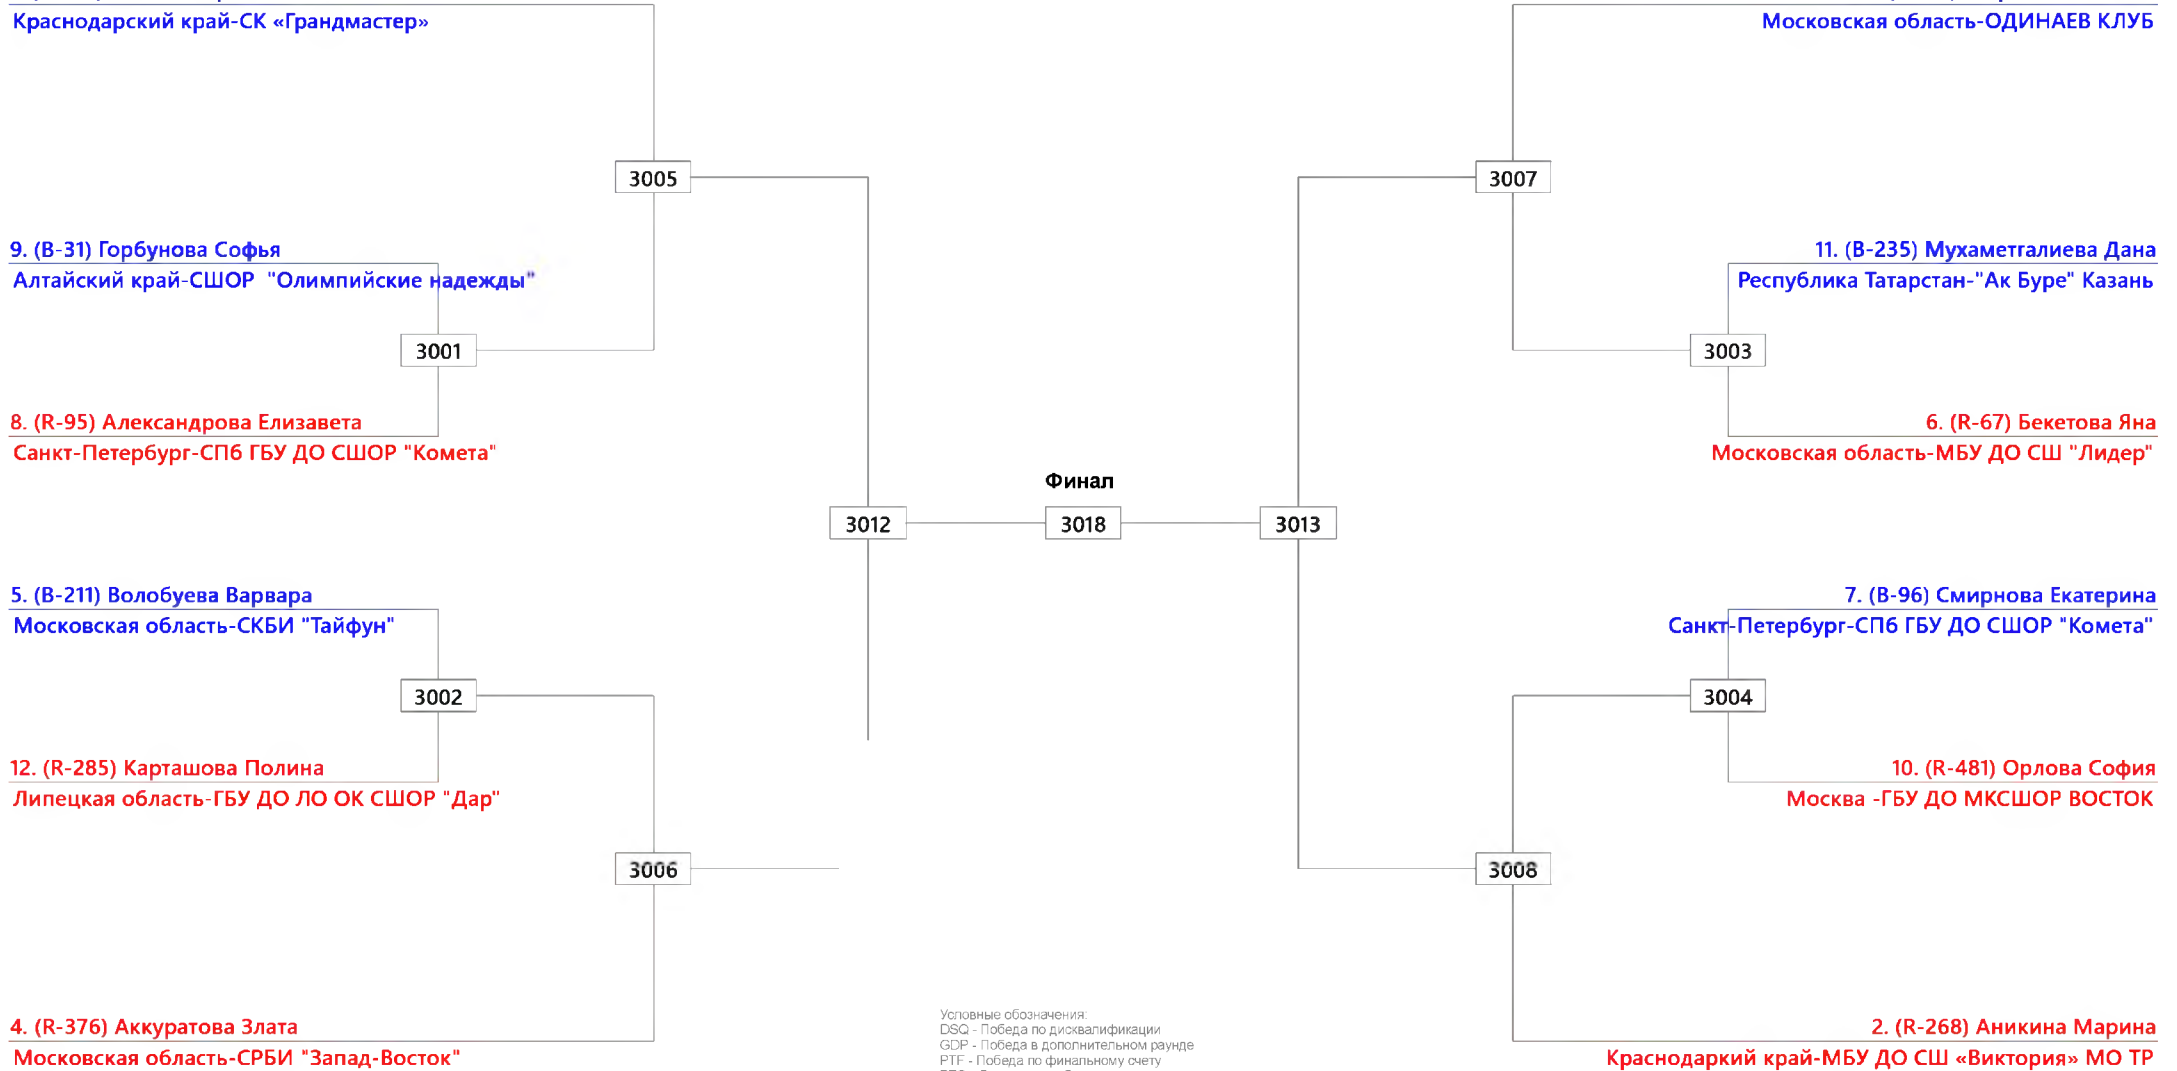 Краснодарский край-СК «Грандмастер»
Московская область-ОДИНАЕВ КЛУБ
3005
3007
9. (B-31) Горбунова Софья
Алтайский край-СШОР "Олимпийские надежды"
11. (B-235) Мухаметгалиева Дана
Республика Татарстан-"Ак Буре" Казань
3001
3003
8. (R-95) Александрова Елизавета
Санкт-Петербург-СПб ГБУ ДО СШОР "Комета"
6. (R-67) Бекетова Яна
Московская область-МБУ ДО СШ "Лидер"
Финал
3012
3018
3013
5. (B-211) Волобуева Варвара
Московская область-СКБИ "Тайфун"
7. (B-96) Смирнова Екатерина
Санкт-Петербург-СПб ГБУ ДО СШОР "Комета"
3002
3004
12. (R-285) Карташова Полина
Липецкая область-ГБУ ДО ЛО ОК СШОР "Дар"
10. (R-481) Орлова София
Москва -ГБУ ДО МКСШОР ВОСТОК
3006
3008
4. (R-376) Аккуратова Злата
Московская область-СРБИ "Запад-Восток"
Условные обозначения:
DSQ - Победа по дисквалификации
GDP - Победа в дополнительном раунде
PTF - Победа по финальному счету
2. (R-268) Аникина Марина
Краснодаркий край-МБУ ДО СШ «Виктория» МО ТР